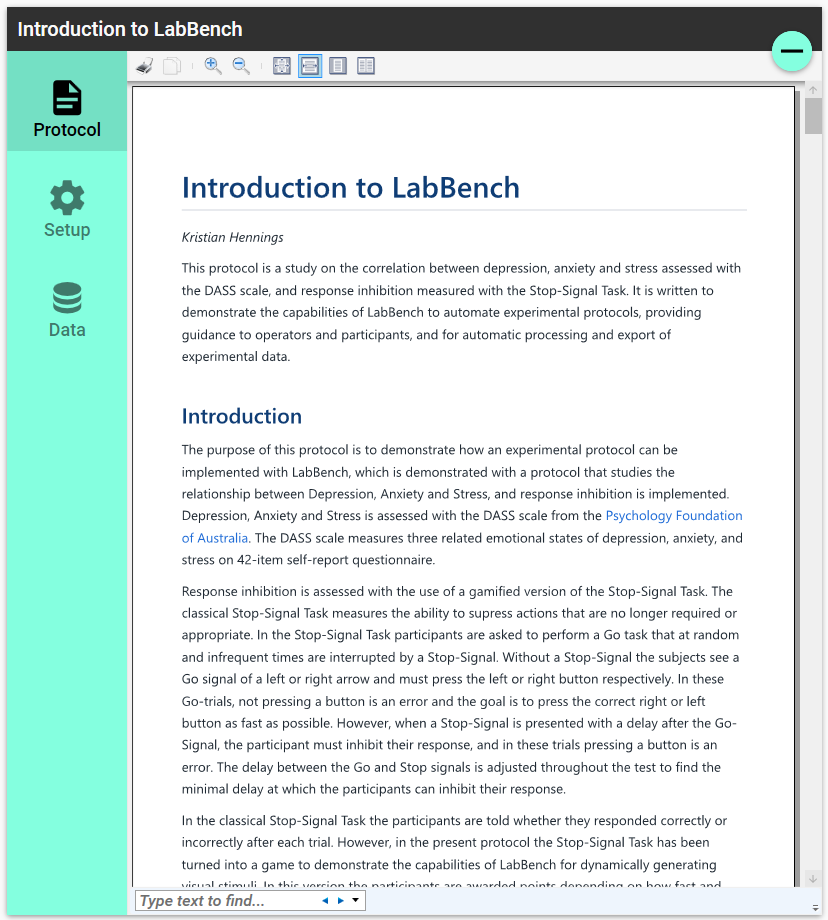 Introduction to LabBench
Protocol
Setup
Data
Introduction to LabBench
Kristian Hennings
This protocol is a study on the correlation between depression, anxiety and stress assessed with
the DASS scale, and response inhibition measured with the Stop-Signal Task. It is written to
demonstrate the capabilities of LabBench to automate experimental protocols, providing
guidance to operators and participants, and for automatic processing and export of
experimental data.
Introduction
The purpose of this protocol is to demonstrate how an experimental protocol can be
implemented with LabBench, which is demonstrated with a protocol that studies the
relationship between Depression, Anxiety and Stress, and response inhibition is implemented.
Depression, Anxiety and Stress is assessed with the DASS scale from the Psychology Foundation
of Australia. The DASS scale measures three related emotional states of depression, anxiety, and
stress on 42-item self-report questionnaire.
Response inhibition is assessed with the use of a gamified version of the Stop-Signal Task. The
classical Stop-Signal Task measures the ability to supress actions that are no longer required or
appropriate. In the Stop-Signal Task participants are asked to perform a Go task that at random
and infrequent times are interrupted by a Stop-Signal. Without a Stop-Signal the subjects see a
Go signal of a left or right arrow and must press the left or right button respectively. In these
Go-trials, not pressing a button is an error and the goal is to press the correct right or left
button as fast as possible. However, when a Stop-Signal is presented with a delay after the Go-
Signal, the participant must inhibit their response, and in these trials pressing a button is an
error. The delay between the Go and Stop signals is adjusted throughout the test to find the
minimal delay at which the participants can inhibit their response.
In the classical Stop-Signal Task the participants are told whether they responded correctly or
incorrectly after each trial. However, in the present protocol the Stop-Signal Task has been
turned into a game to demonstrate the capabilities of LabBench for dynamically generating
visual stimuli. In this version the participants are awarded points depending on how fast and
Type text to find...